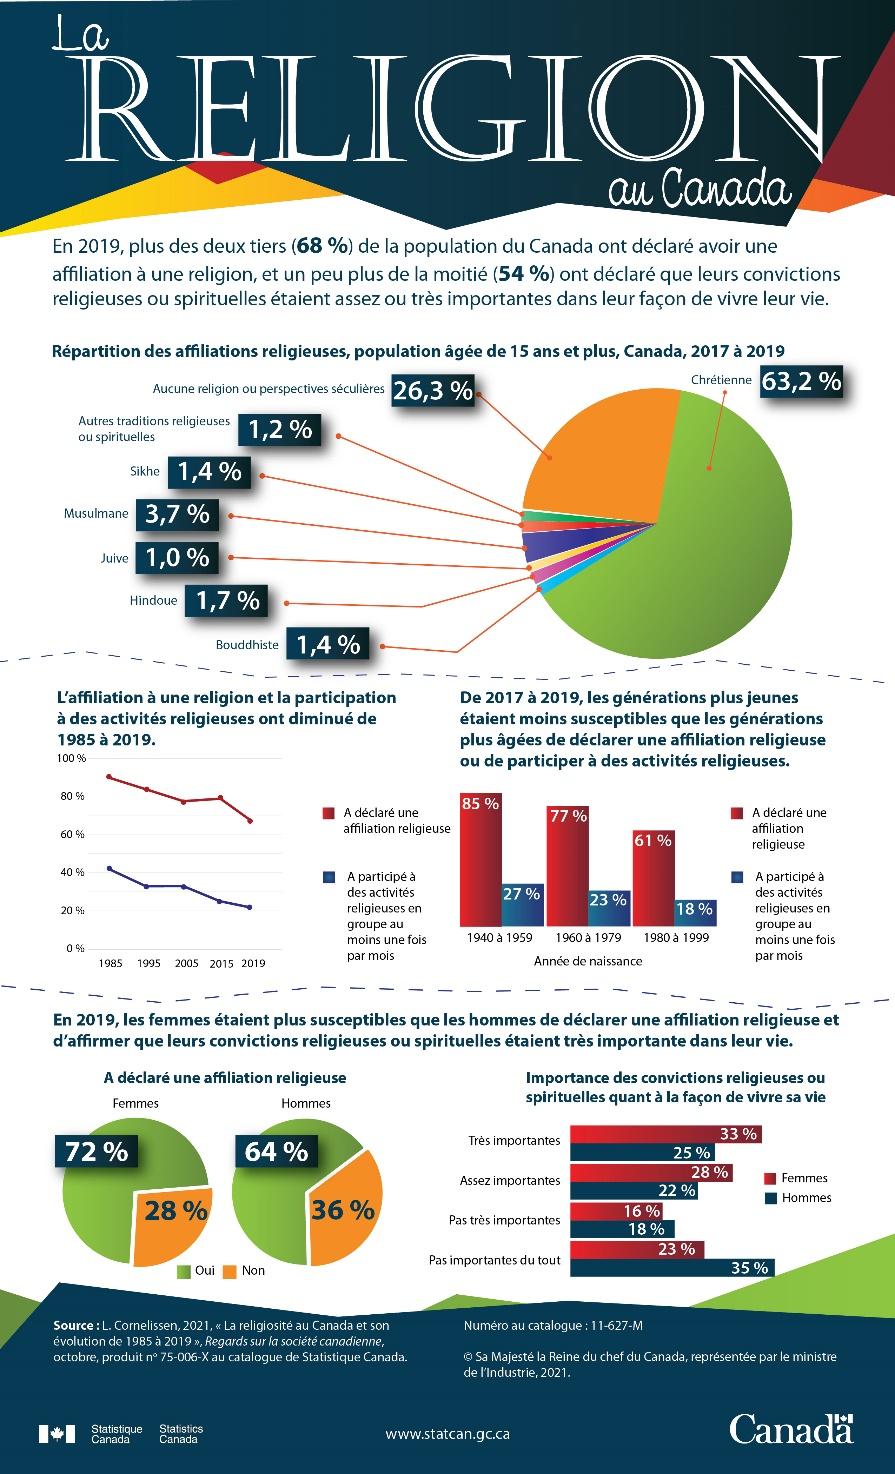 La
RELIGION
au Canada
En 2019, plus des deux tiers (68 %) de la population du Canada ont déclaré avoir une
affiliation à une religion, et un peu plus de la moitié (54 %) ont déclaré que leurs convictions
religieuses ou spirituelles étaient assez ou très importantes dans leur façon de vivre leur vie.
Répartition des affiliations religieuses, population âgée de 15 ans et plus, Canada, 2017 à 2019
Aucune religion ou perspectives séculières 26,3 %
Chrétienne 63,2 %
Autres traditions religieuses
ou spirituelles 1,2 %
Sikhe 1,4 %
Musulmane 3,7 %
Juive 1,0 %
Hindoue 1,7 %
Bouddhiste 1,4 %
L'affiliation à une religion et la participation
à des activités religieuses ont diminué de
1985 à 2019.
100 %
80 %
60 %
40 %
20 %
0 %
1985 1995 2005 2015 2019
A déclaré une
affiliation religieuse
A participé à
des activités
religieuses en
groupe au
moins une fois
par mois
De 2017 à 2019, les générations plus jeunes
étaient moins susceptibles que les générations
plus âgées de déclarer une affiliation religieuse
ou de participer à des activités religieuses.
85 %
27 %
77 %
23 %
61 %
18 %
1940 à 1959 1960 à 1979 1980 à 1999
Année de naissance
A déclaré une
affiliation
religieuse
A participé à
des activités
religieuses en
groupe au
moins une fois
par mois
En 2019, les femmes étaient plus susceptibles que les hommes de déclarer une affiliation religieuse et
d'affirmer que leurs convictions religieuses ou spirituelles étaient très importante dans leur vie.
A déclaré une affiliation religieuse
Femmes
72 %
28 %
Hommes
64 %
36 %
Oui Non
Importance des convictions religieuses ou
spirituelles quant à la façon de vivre sa vie
Très importantes 33 %
25 %
Assez importantes 28 %
22 %
Pas très importantes 16 %
18 %
Pas importantes du tout 23 %
35 %
Femmes
Hommes
Source : L. Cornelissen, 2021, « La religiosité au Canada et son
évolution de 1985 à 2019 », Regards sur la société canadienne,
octobre, produit nº 75-006-X au catalogue de Statistique Canada.
Numéro au catalogue : 11-627-M
© Sa Majesté la Reine du chef du Canada, représentée par le ministre
de l'Industrie, 2021.
Statistique Statistics
Canada Canada
www.statcan.gc.ca
Canada